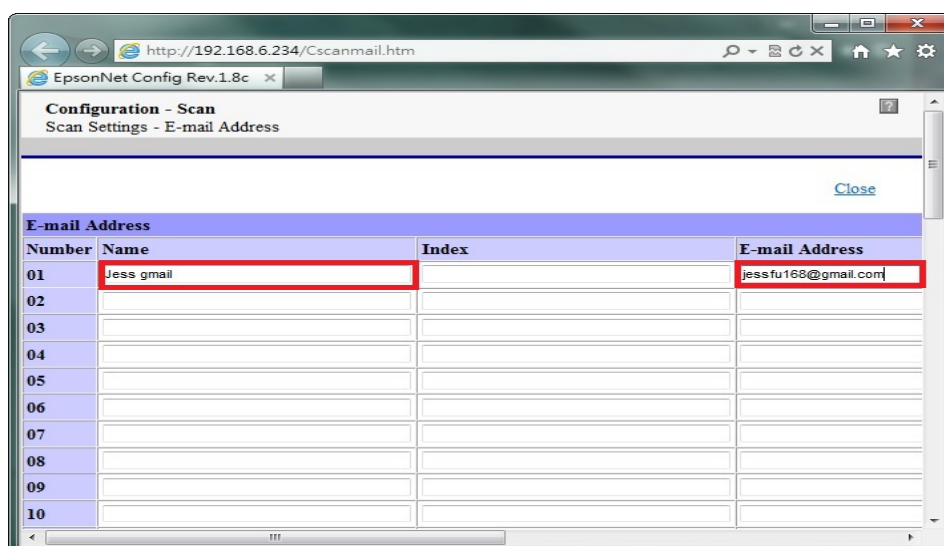 http://192.168.6.234/Cscanmail.htm
EpsonNet Config Rev.1.8c
Configuration - Scan
Scan Settings - E-mail Address
Close
E-mail Address
Number Name Index E-mail Address
01 Jess gmail jessfu168@gmail.com
02
03
04
05
06
07
08
09
10